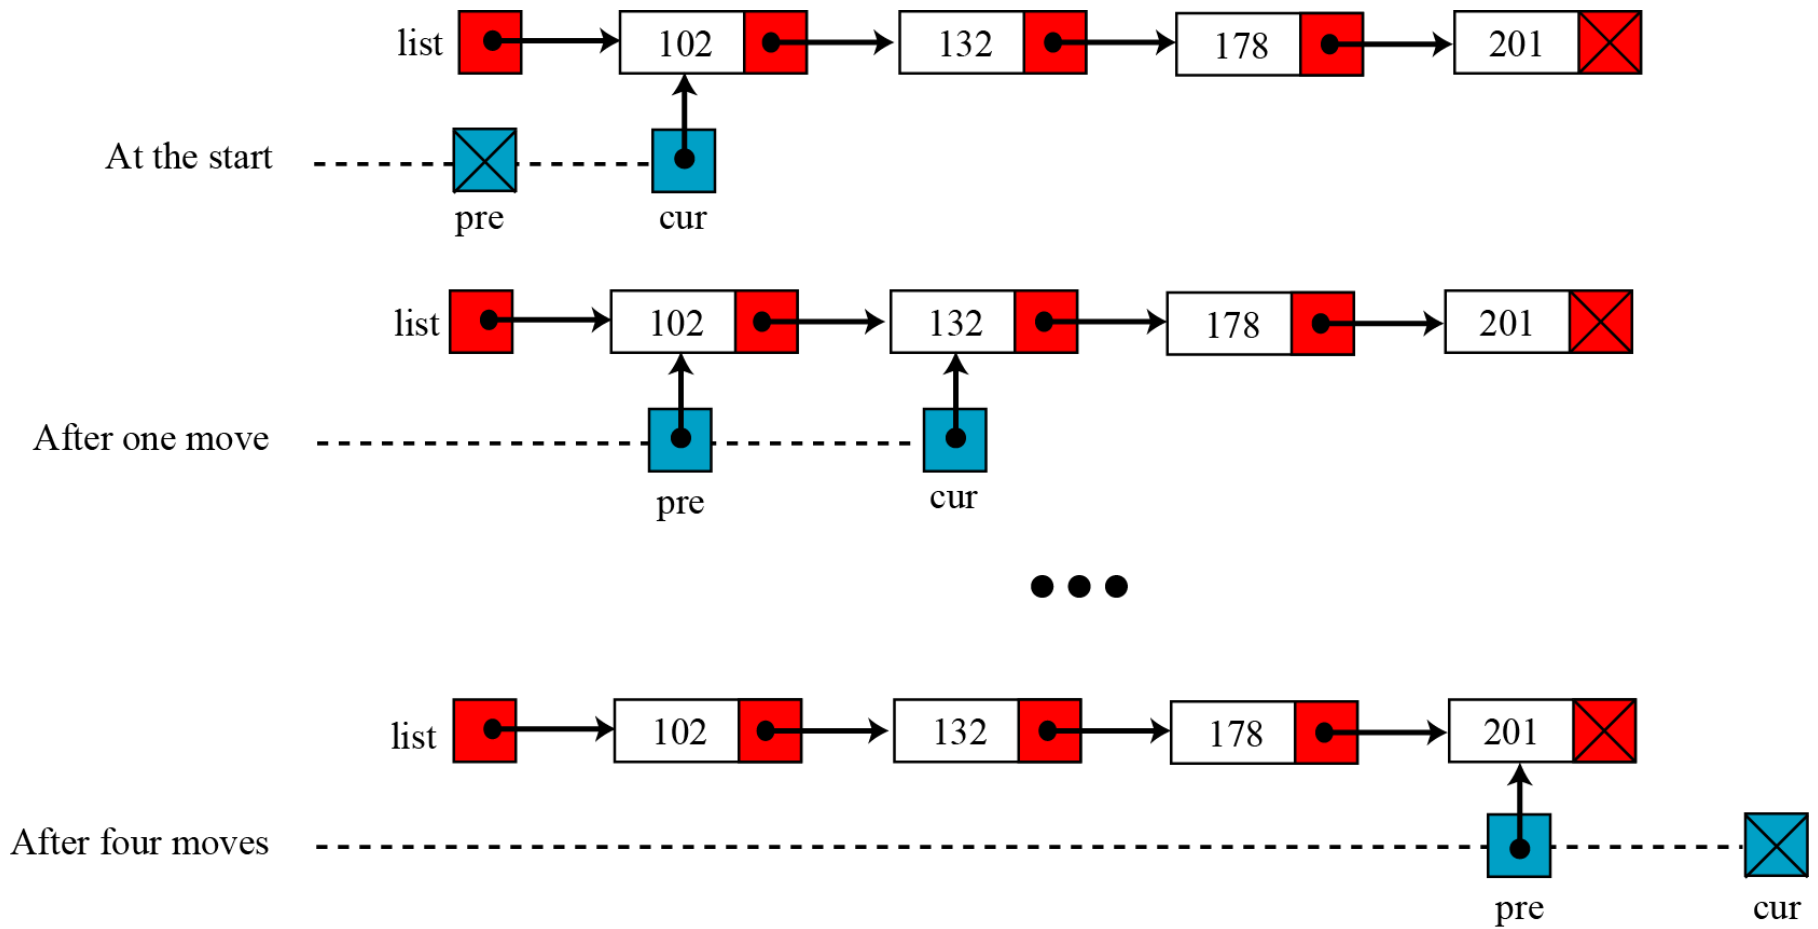 list 102 132 178 201
At the start
pre cur
list 102 132 178 201
After one move
pre cur
list 102 132 178 201
After four moves
pre cur